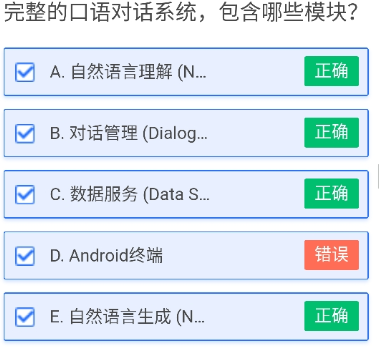 完整的口语对话系统，包含哪些模块？
A. 自然语言理解 (N... 正确
B. 对话管理 (Dialog... 正确
C. 数据服务 (Data S... 正确
D. Android终端 错误
E. 自然语言生成 (N... 正确